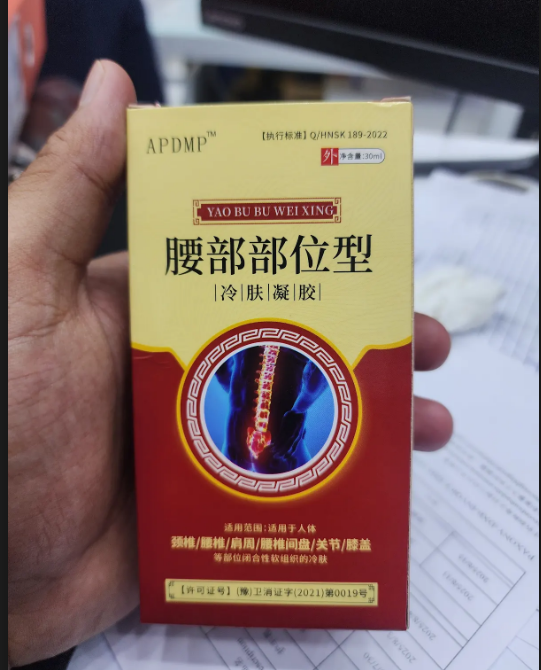 APDMP™
【执行标准】Q/HNSK 189-2022
外 净含量:30ml
YAO BU BU WEI XING
腰部部位型
|冷|肤|凝|胶|
适用范围:适用于人体
颈椎/腰椎/肩周/腰椎间盘/关节/膝盖
等部位闭合性软组织的冷肤
【许可证号】(豫)卫消证字(2021)第0019号